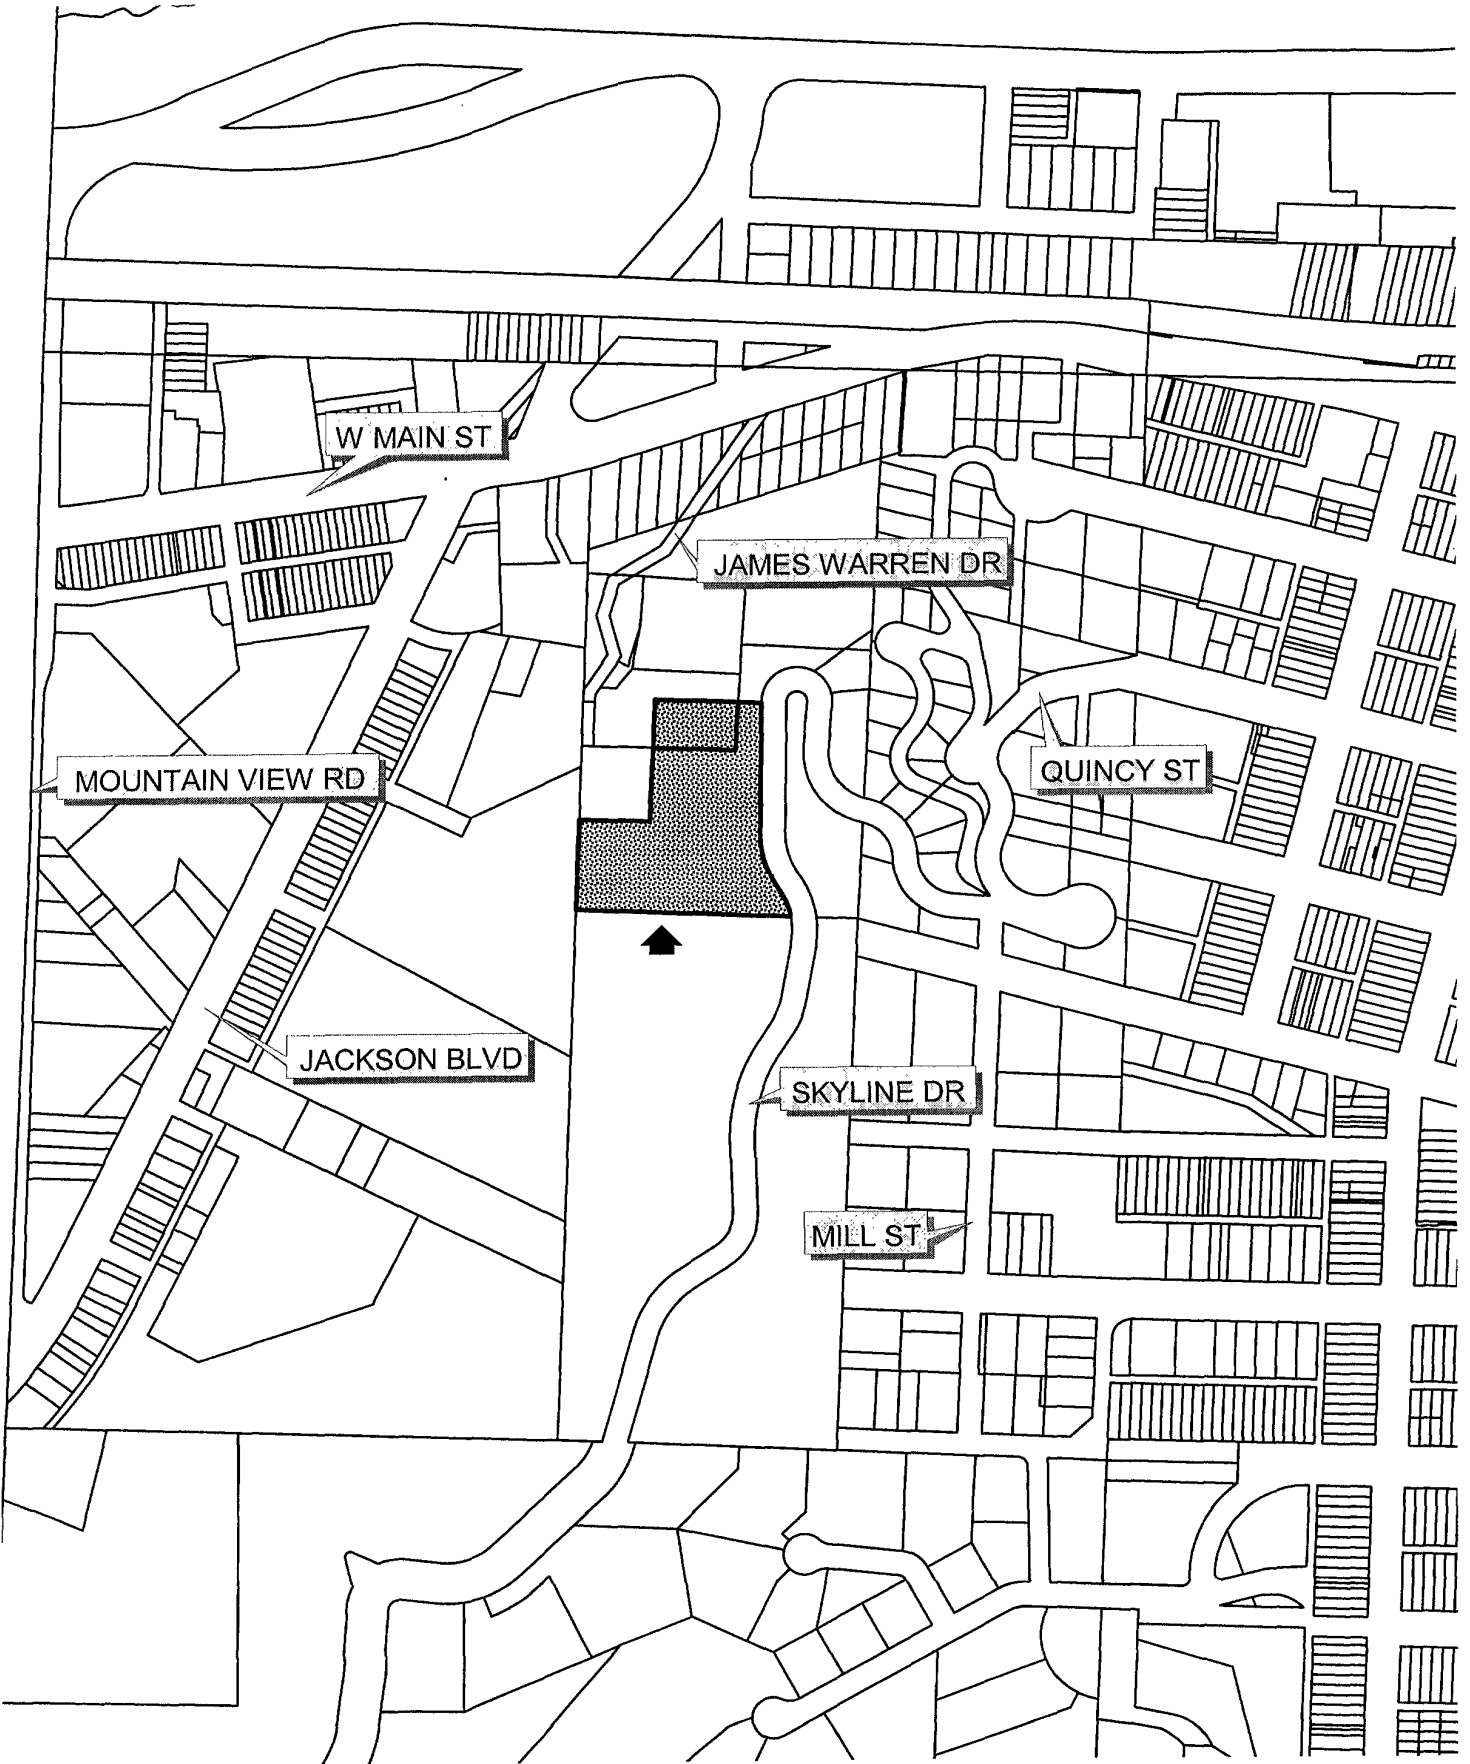 W MAIN ST
JAMES WARREN DR
MOUNTAIN VIEW RD
QUINCY ST
JACKSON BLVD
SKYLINE DR
MILL ST